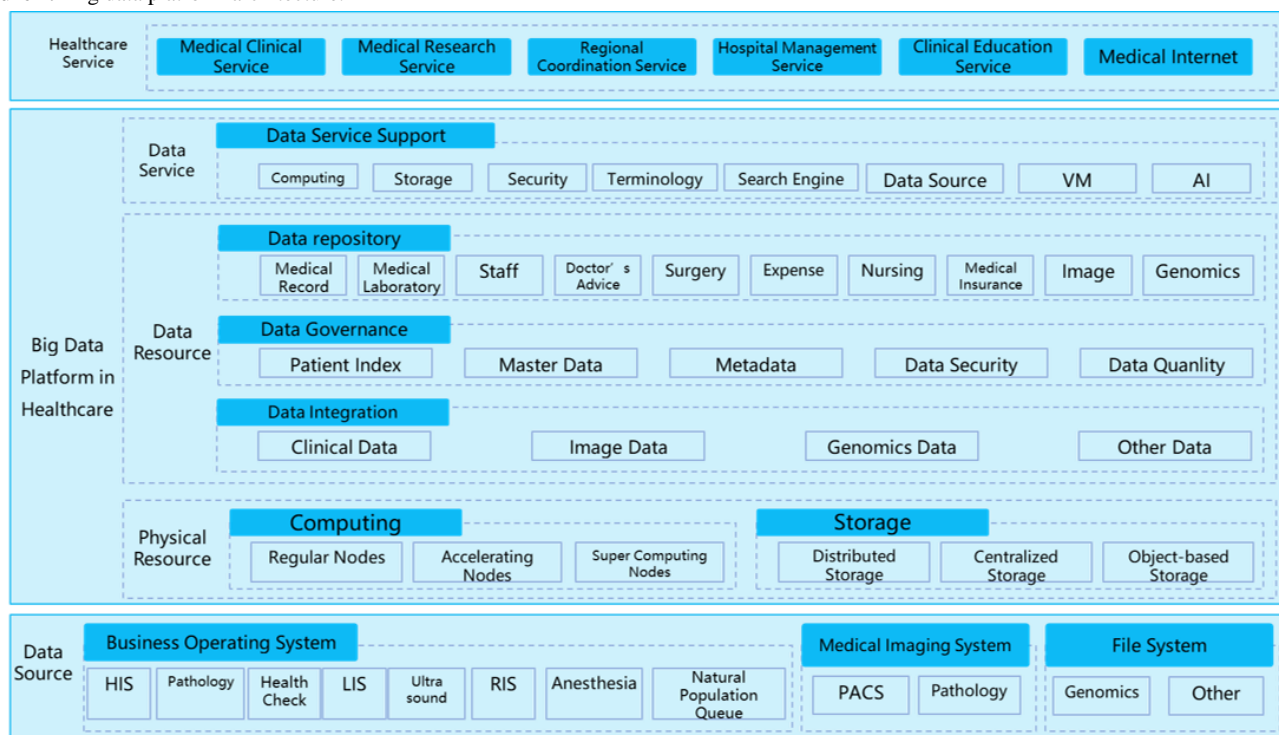 Healthcare
Service
Medical Clinical
Service
Medical Research
Service
Regional
Coordination Service
Hospital Management
Service
Clinical Education
Service
Medical Internet
Big Data
Platform in
Healthcare
Data
Service
Data Service Support
Computing
Storage
Security
Terminology
Search Engine
Data Source
VM
AI
Data
Resource
Data repository
Medical
Record
Medical
Laboratory
Staff
Doctor's
Advice
Surgery
Expense
Nursing
Medical
Insurance
Image
Genomics
Data Governance
Patient Index
Master Data
Metadata
Data Security
Data Quanlity
Data Integration
Clinical Data
Image Data
Genomics Data
Other Data
Physical
Resource
Computing
Regular Nodes
Accelerating
Nodes
Super Computing
Nodes
Storage
Distributed
Storage
Centralized
Storage
Object-based
Storage
Data
Source
Business Operating System
HIS
Pathology
Health
Check
LIS
Ultra
sound
RIS
Anesthesia
Natural
Population
Queue
Medical Imaging System
PACS
Pathology
File System
Genomics
Other